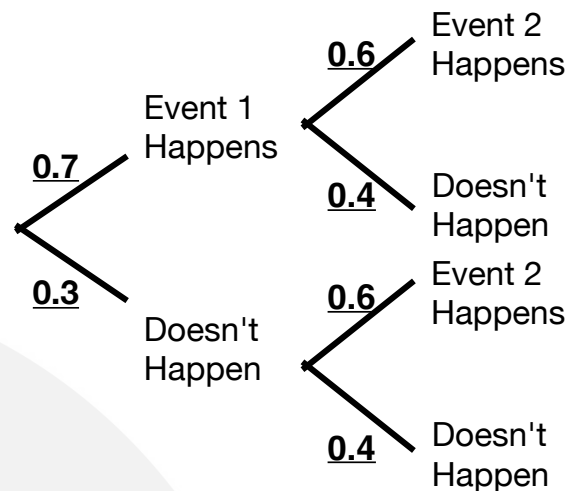 Event 2
Happens
0.6
Event 1
Happens
0.7
0.4
Doesn't
Happen
0.3
Event 2
Happens
0.6
Doesn't
Happen
0.4
Doesn't
Happen